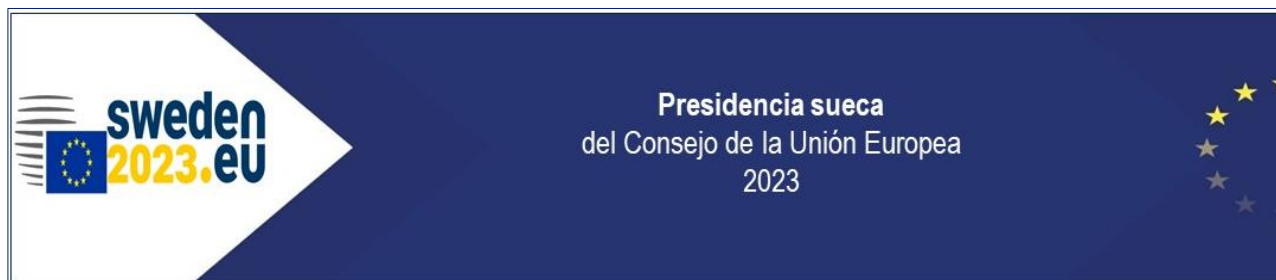 sweden
2023.eu
Presidencia sueca
del Consejo de la Unión Europea
2023